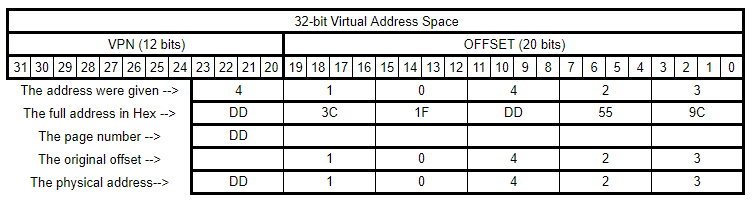 32-bit Virtual Address Space
VPN (12 bits) OFFSET (20 bits)
31 30 29 28 27 26 25 24 23 22 21 20 19 18 17 16 15 14 13 12 11 10 9 8 7 6 5 4 3 2 1 0
The address were given --> 4 1 0 4 2 3
The full address in Hex --> DD 3C 1F DD 55 9C
The page number --> DD
The original offset --> 1 0 4 2 3
The physical address--> DD 1 0 4 2 3